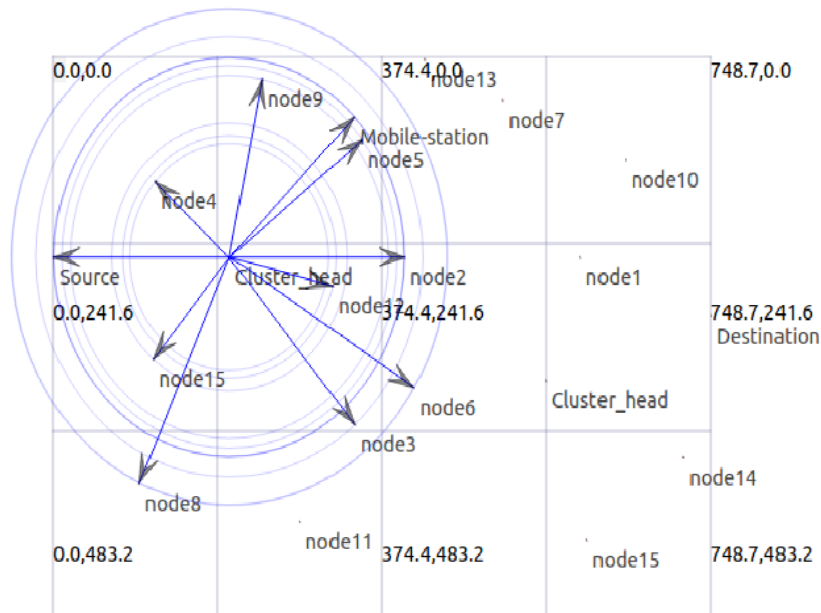 0.0,0.0
374.4,0.0
748.7,0.0
node13
node9
node7
Mobile-station
node5
node10
node4
Source
Cluster_head
node2
node1
node12
0.0,241.6
374.4,241.6
748.7,241.6
Destination
node15
node6
Cluster_head
node3
node14
node8
node11
0.0,483.2
374.4,483.2
node15
748.7,483.2